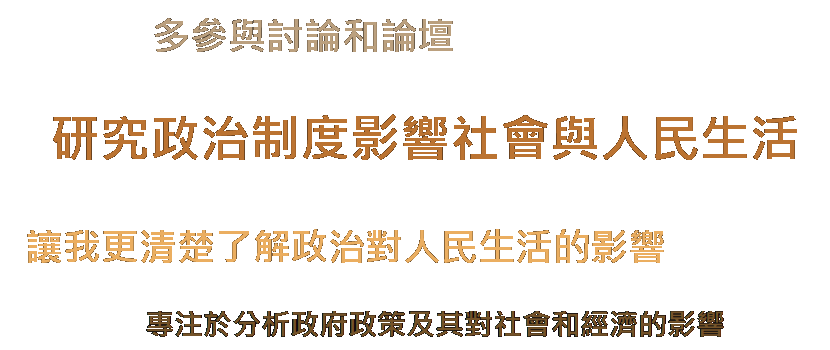 多參與討論和論壇
研究政治制度影響社會與人民生活
讓我更清楚了解政治對人民生活的影響
專注於分析政府政策及其對社會和經濟的影響